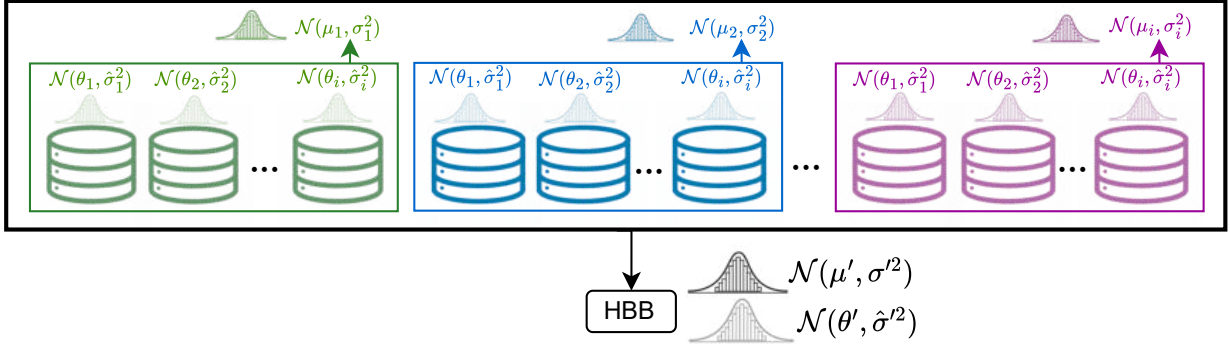 𝒩(μ₁, σ₁²) 𝒩(μ₂, σ₂²) 𝒩(μᵢ, σᵢ²)
𝒩(θ₁, σ̂₁²) 𝒩(θ₂, σ̂₂²) 𝒩(θᵢ, σ̂ᵢ²) 𝒩(θ₁, σ̂₁²) 𝒩(θ₂, σ̂₂²) 𝒩(θᵢ, σ̂ᵢ²) 𝒩(θ₁, σ̂₁²) 𝒩(θ₂, σ̂₂²) 𝒩(θᵢ, σ̂ᵢ²)
... ... ... ...
𝒩(μ′, σ′²)
HBB
𝒩(θ′, σ̂′²)